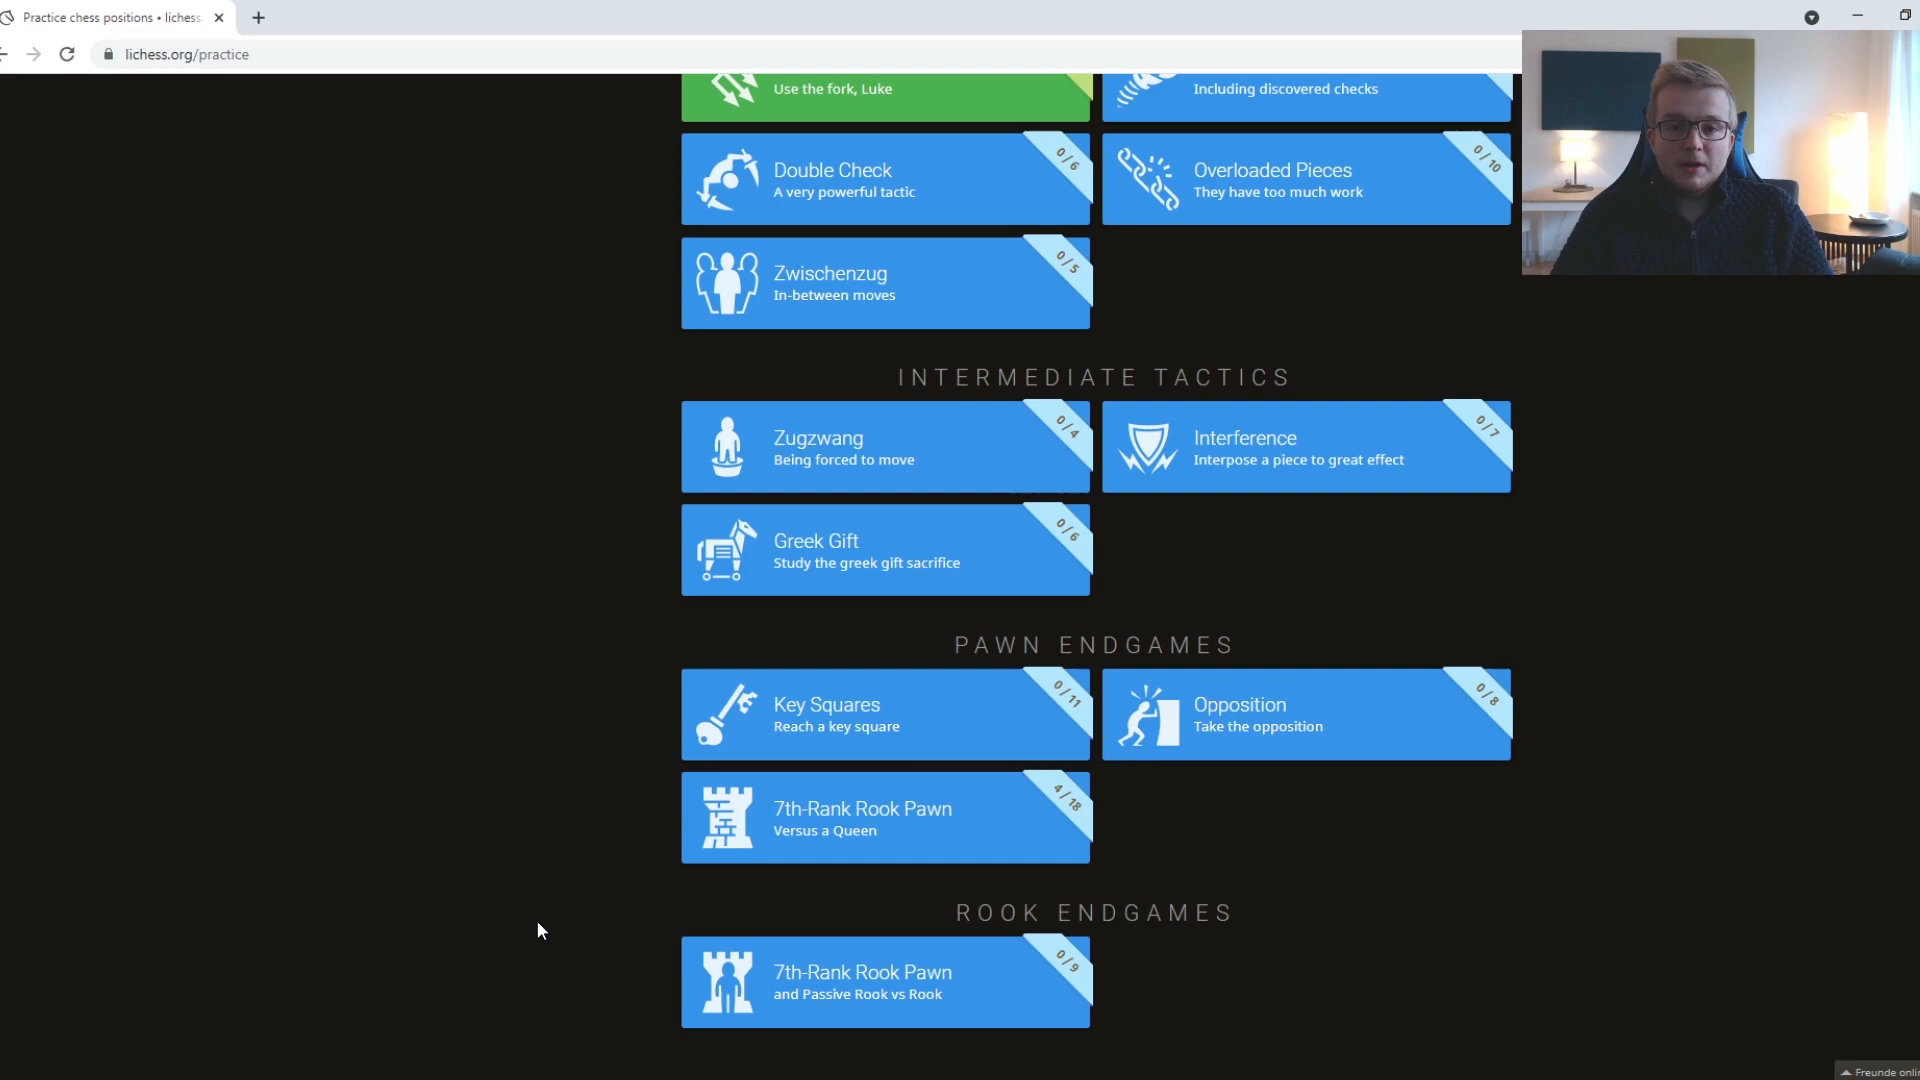 Practice chess positions • lichess.
lichess.org/practice
Use the fork, Luke
Including discovered checks
0/6
Double Check
A very powerful tactic
0/10
Overloaded Pieces
They have too much work
0/5
Zwischenzug
In-between moves
INTERMEDIATE TACTICS
0/4
Zugzwang
Being forced to move
0/7
Interference
Interpose a piece to great effect
0/6
Greek Gift
Study the greek gift sacrifice
PAWN ENDGAMES
0/11
Key Squares
Reach a key square
0/8
Opposition
Take the opposition
4/18
7th-Rank Rook Pawn
Versus a Queen
ROOK ENDGAMES
0/9
7th-Rank Rook Pawn
and Passive Rook vs Rook
Freunde onli